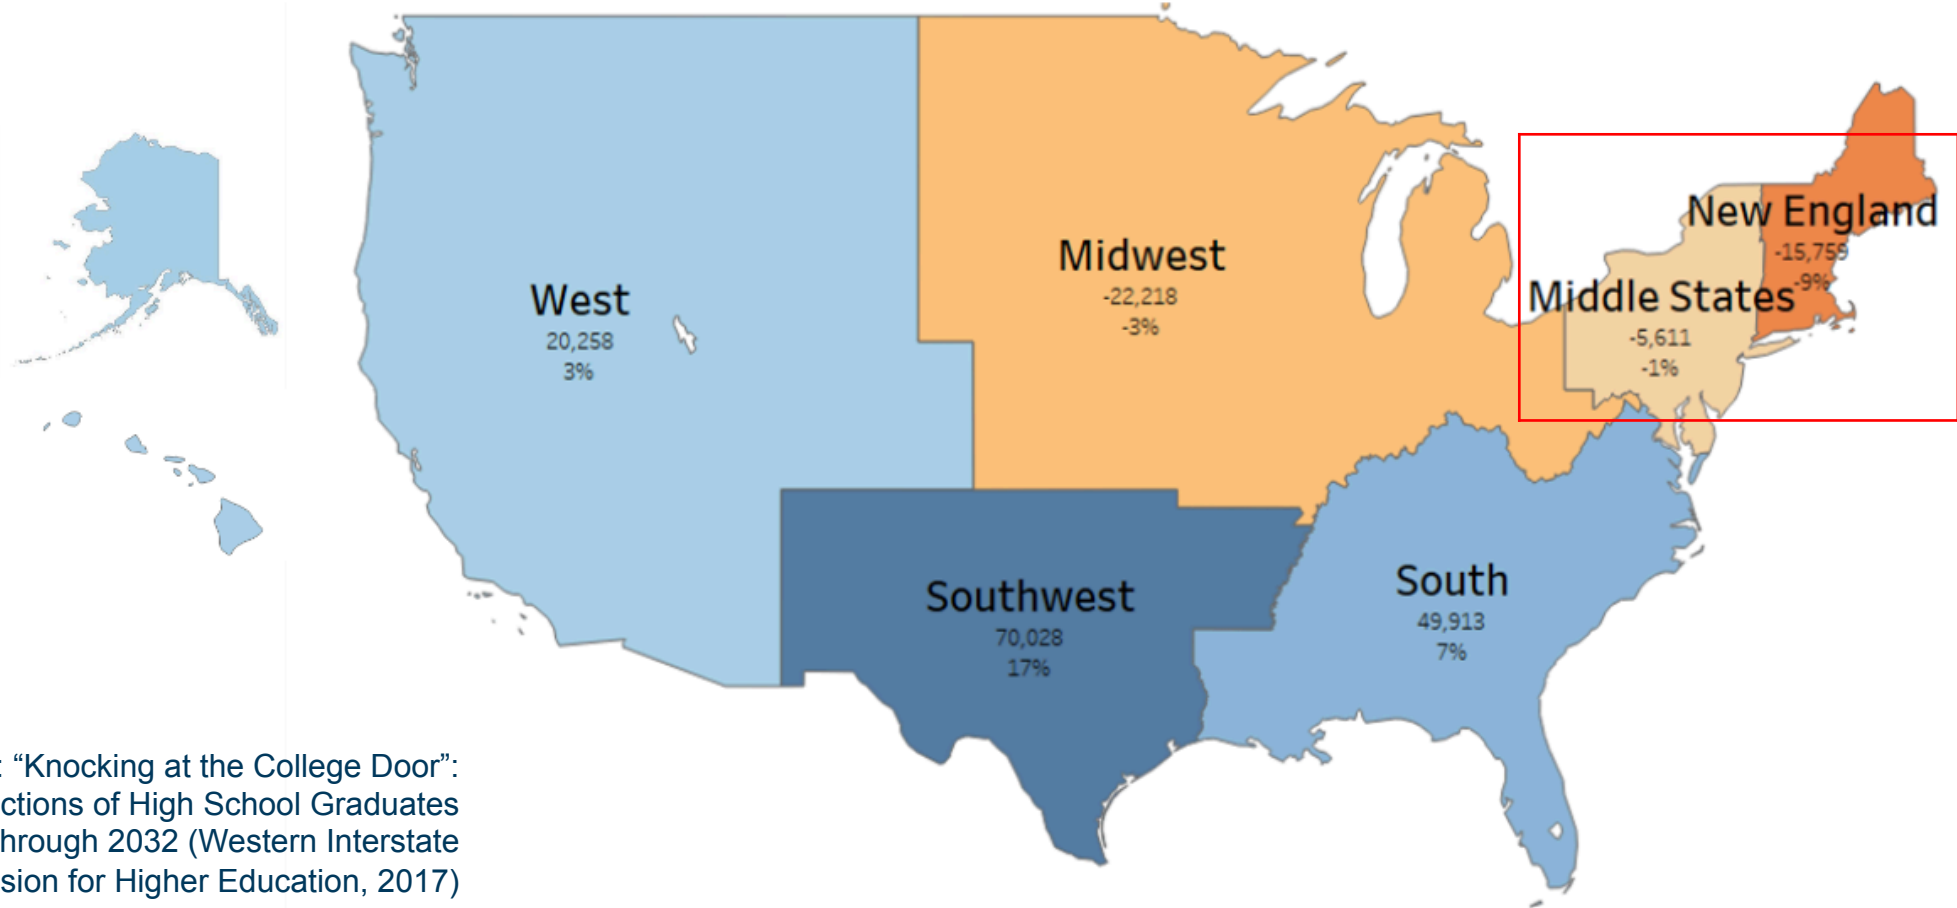 New England
-15,759
-9%
Midwest
-22,218
-3%
West
20,258
3%
Middle States
-5,611
-1%
Southwest
70,028
17%
South
49,913
7%
: “Knocking at the College Door”:
ctions of High School Graduates
hrough 2032 (Western Interstate
sion for Higher Education, 2017)